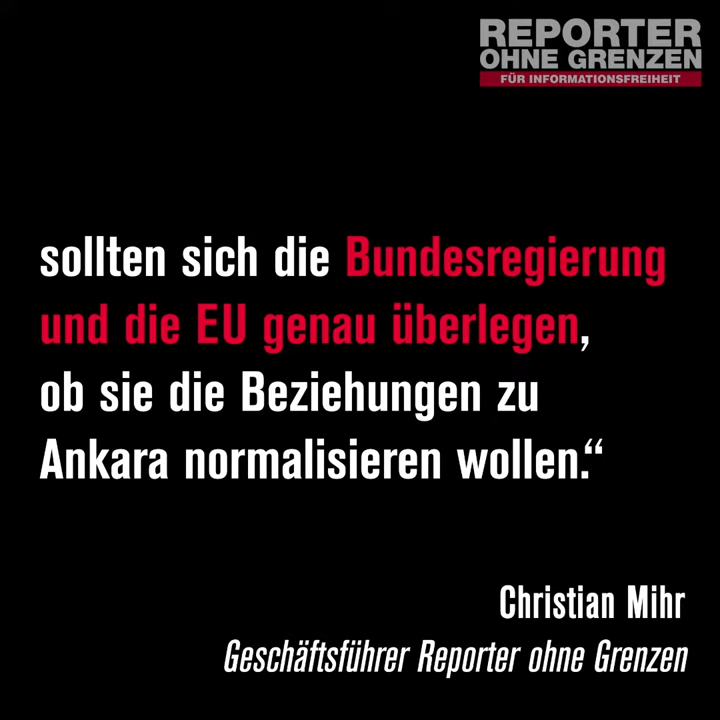 REPORTER
OHNE GRENZEN
FÜR INFORMATIONSFREIHEIT
sollten sich die Bundesregierung
und die EU genau überlegen,
ob sie die Beziehungen zu
Ankara normalisieren wollen.“
Christian Mihr
Geschäftsführer Reporter ohne Grenzen